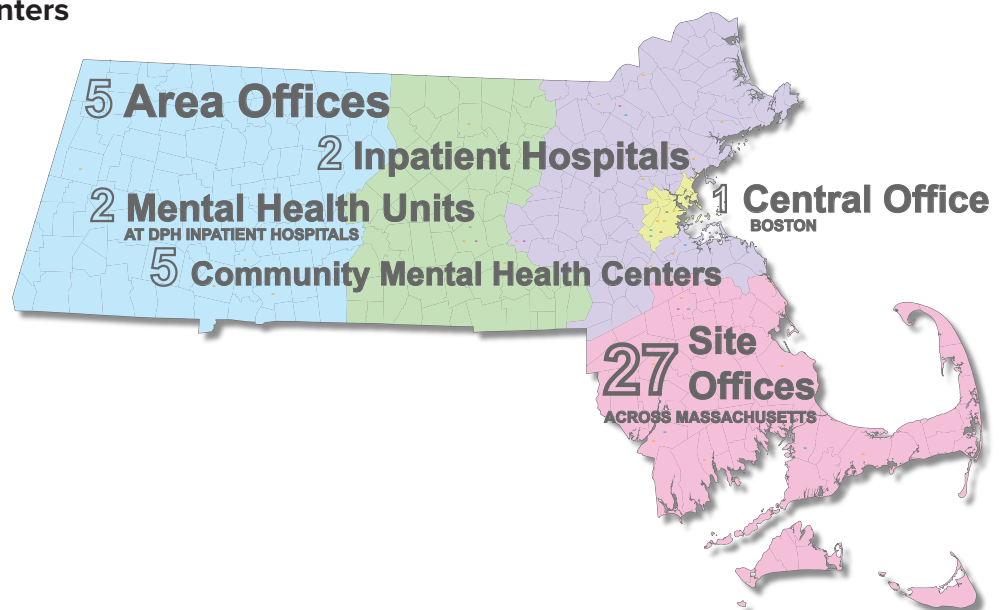 nters
5 Area Offices
2 Inpatient Hospitals
2 Mental Health Units
AT DPH INPATIENT HOSPITALS
1 Central Office
BOSTON
5 Community Mental Health Centers
27 Site
Offices
ACROSS MASSACHUSETTS